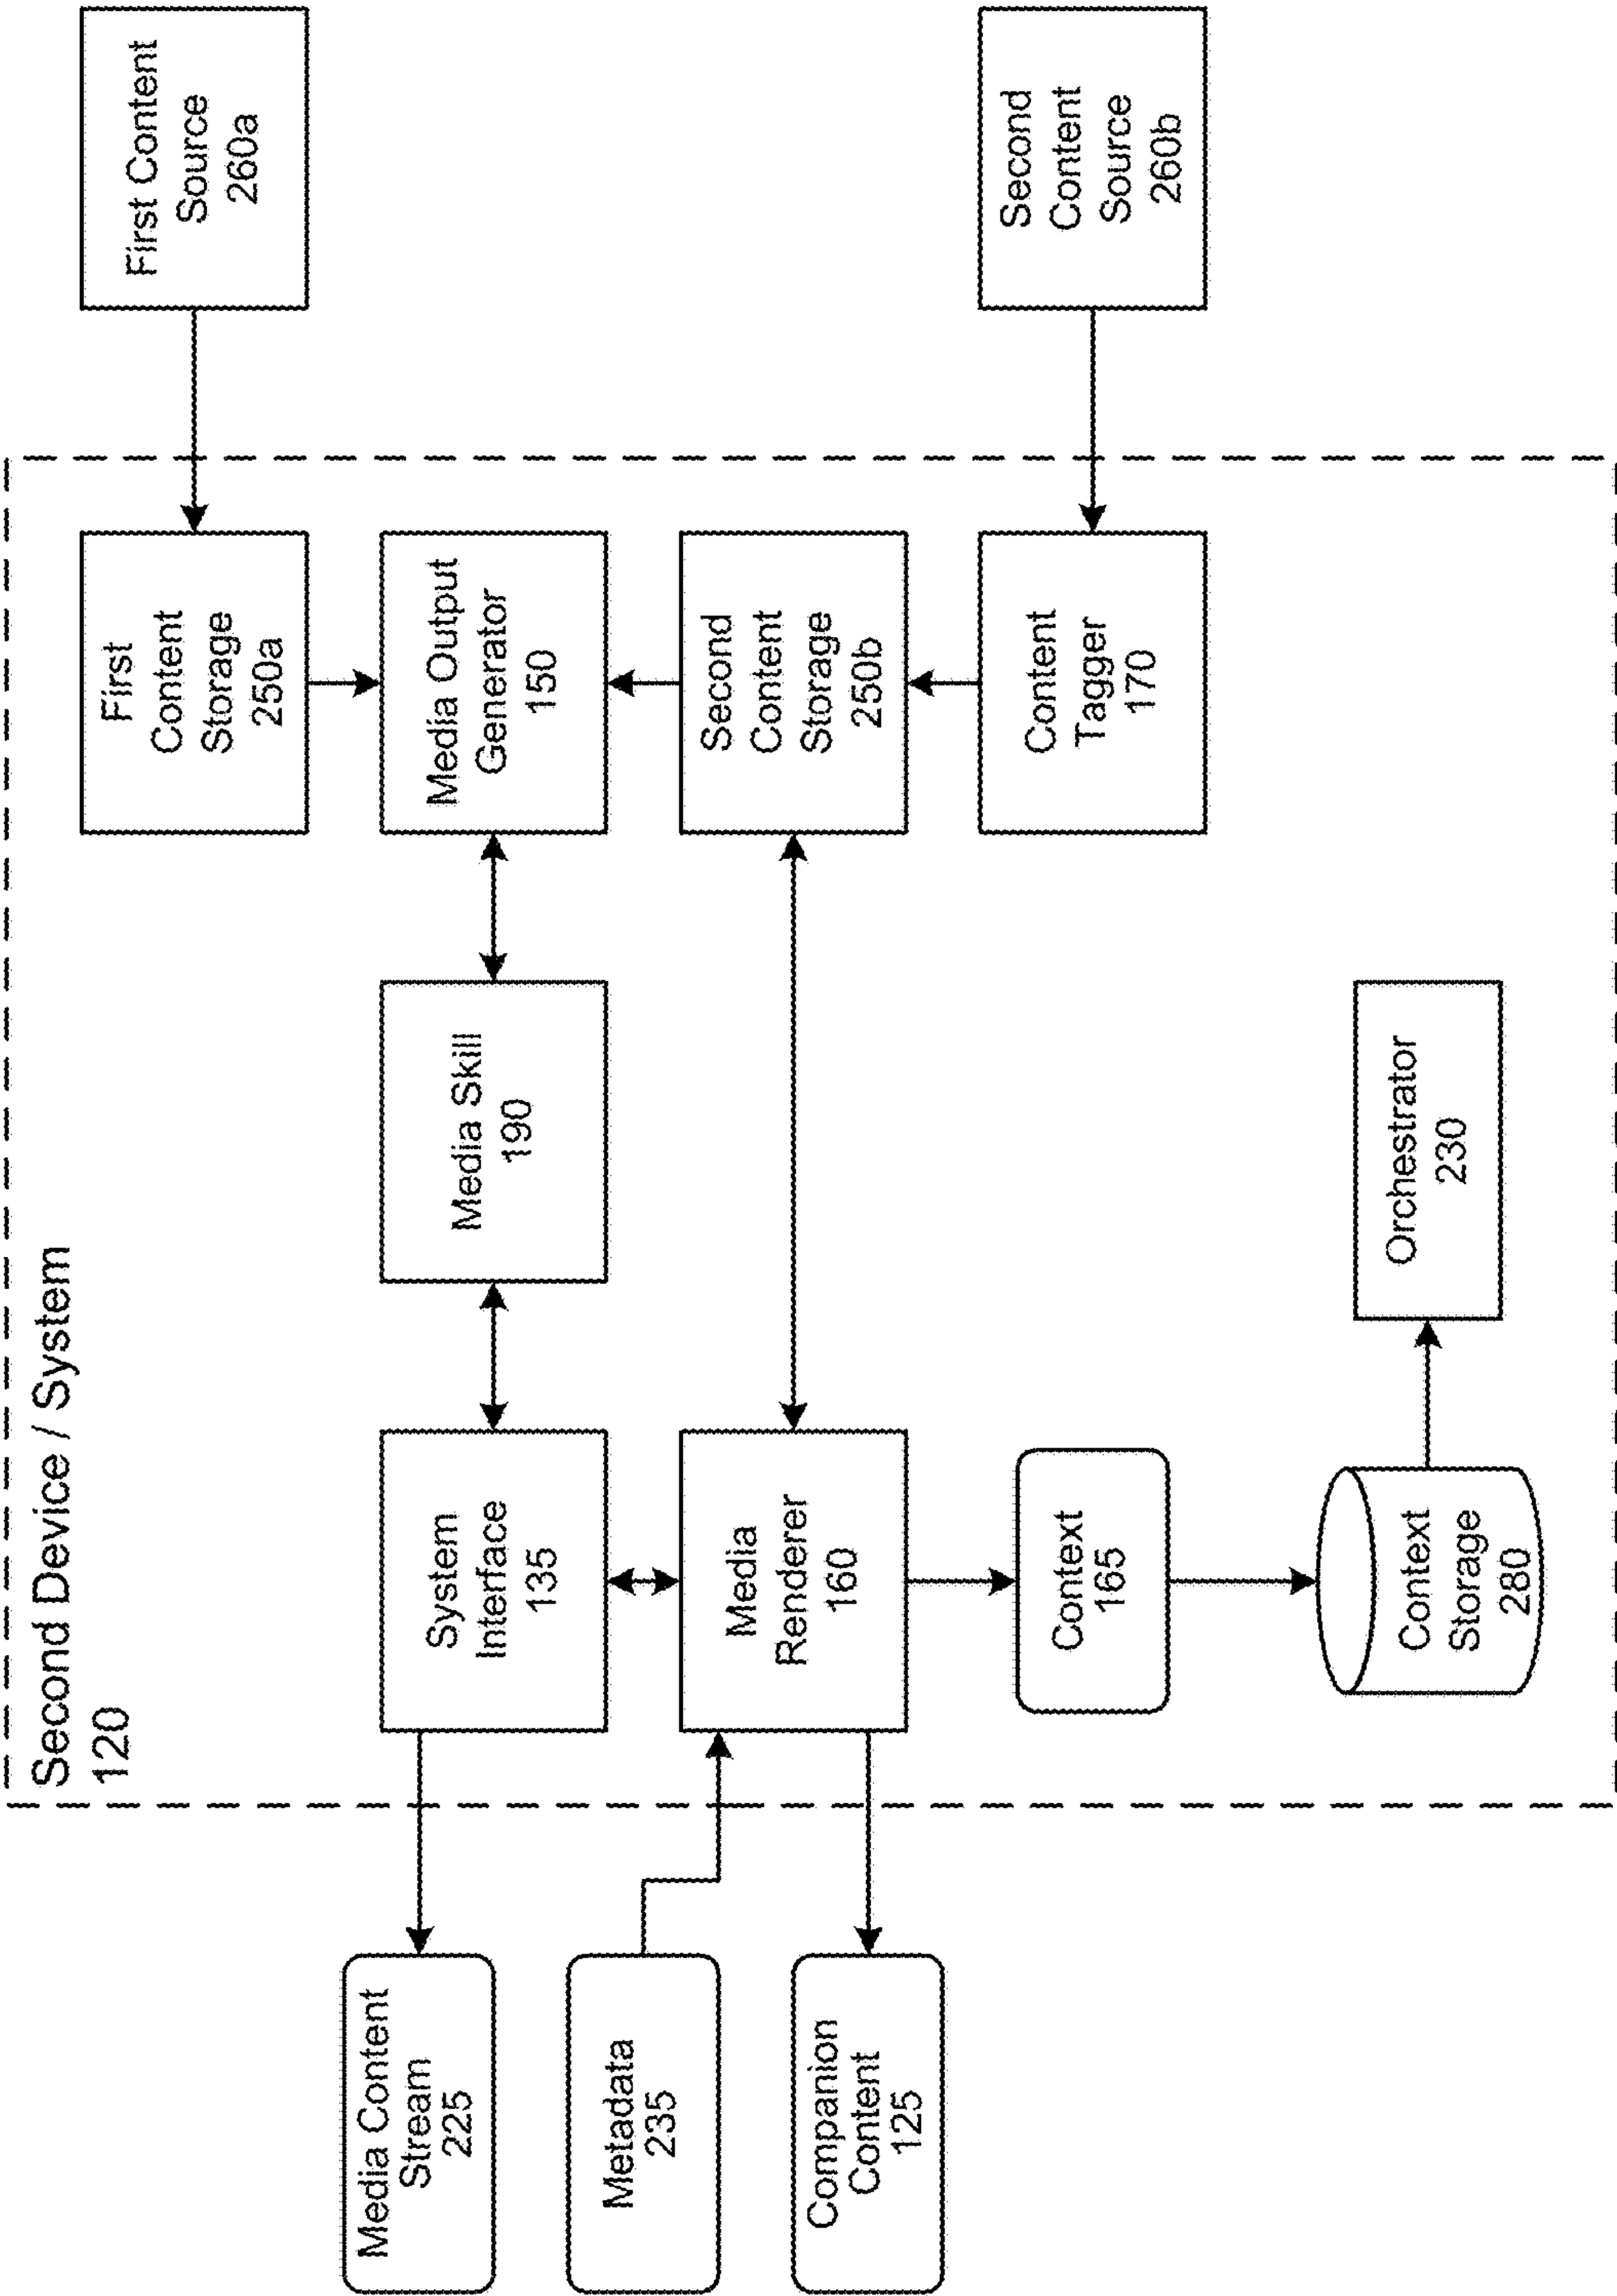 Second Device / System
120
Media Content
Stream
225
Metadata
235
Companion
Content
125
System
Interface
135
Media
Renderer
160
Context
165
Context
Storage
280
Media Skill
190
Orchestrator
230
First
Content
Storage
250a
Media Output
Generator
150
Second
Content
Storage
250b
Content
Tagger
170
First Content
Source
260a
Second
Content
Source
260b